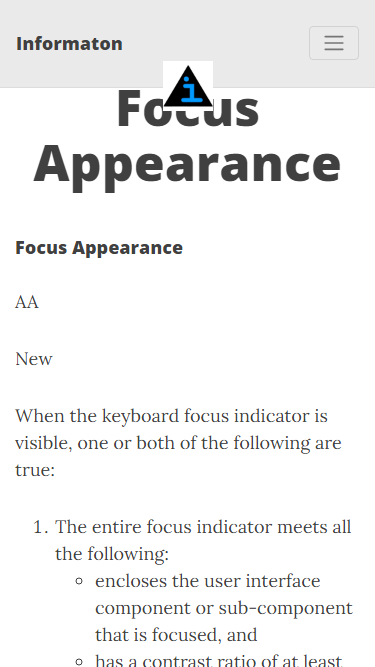 Informaton
Focus
Appearance
Focus Appearance
AA
New
When the keyboard focus indicator is
visible, one or both of the following are
true:
1. The entire focus indicator meets all
the following:
○ encloses the user interface
component or sub-component
that is focused, and
○ has a contrast ratio of at least